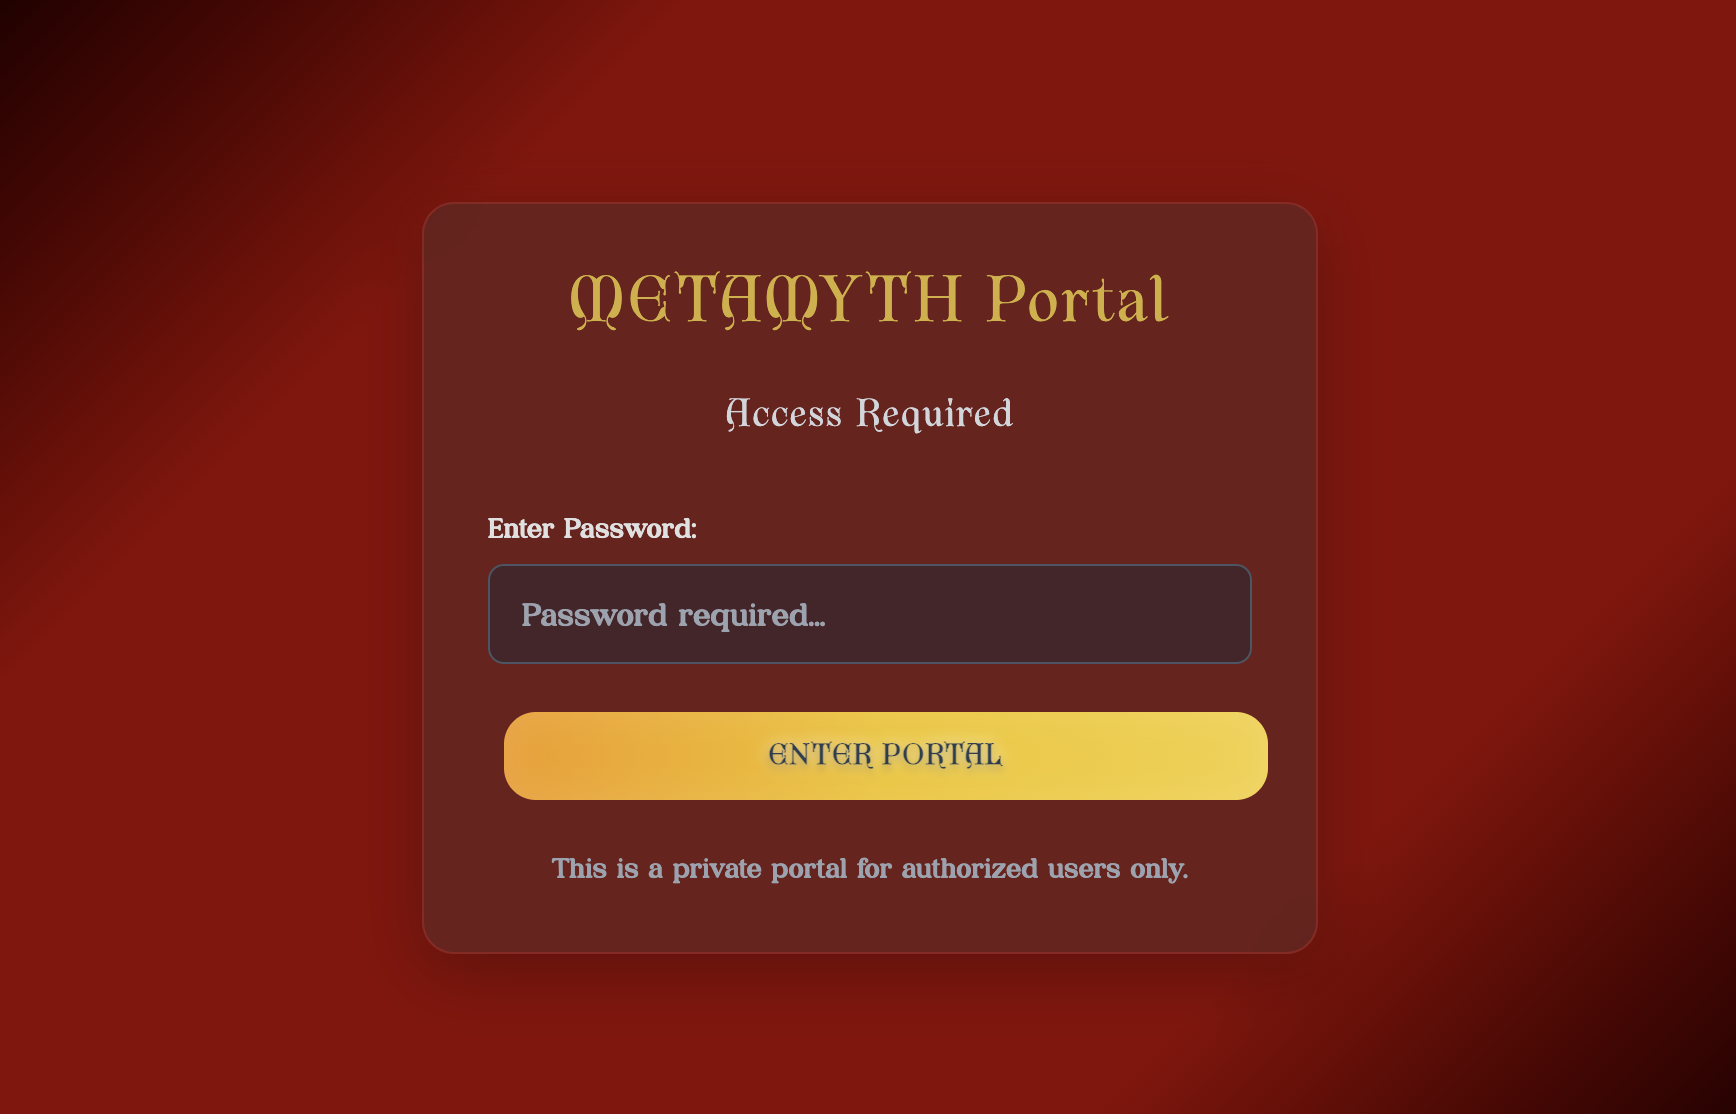 METAMYTH Portal
Access Required
Enter Password:
Password required...
ENTER PORTAL
This is a private portal for authorized users only.